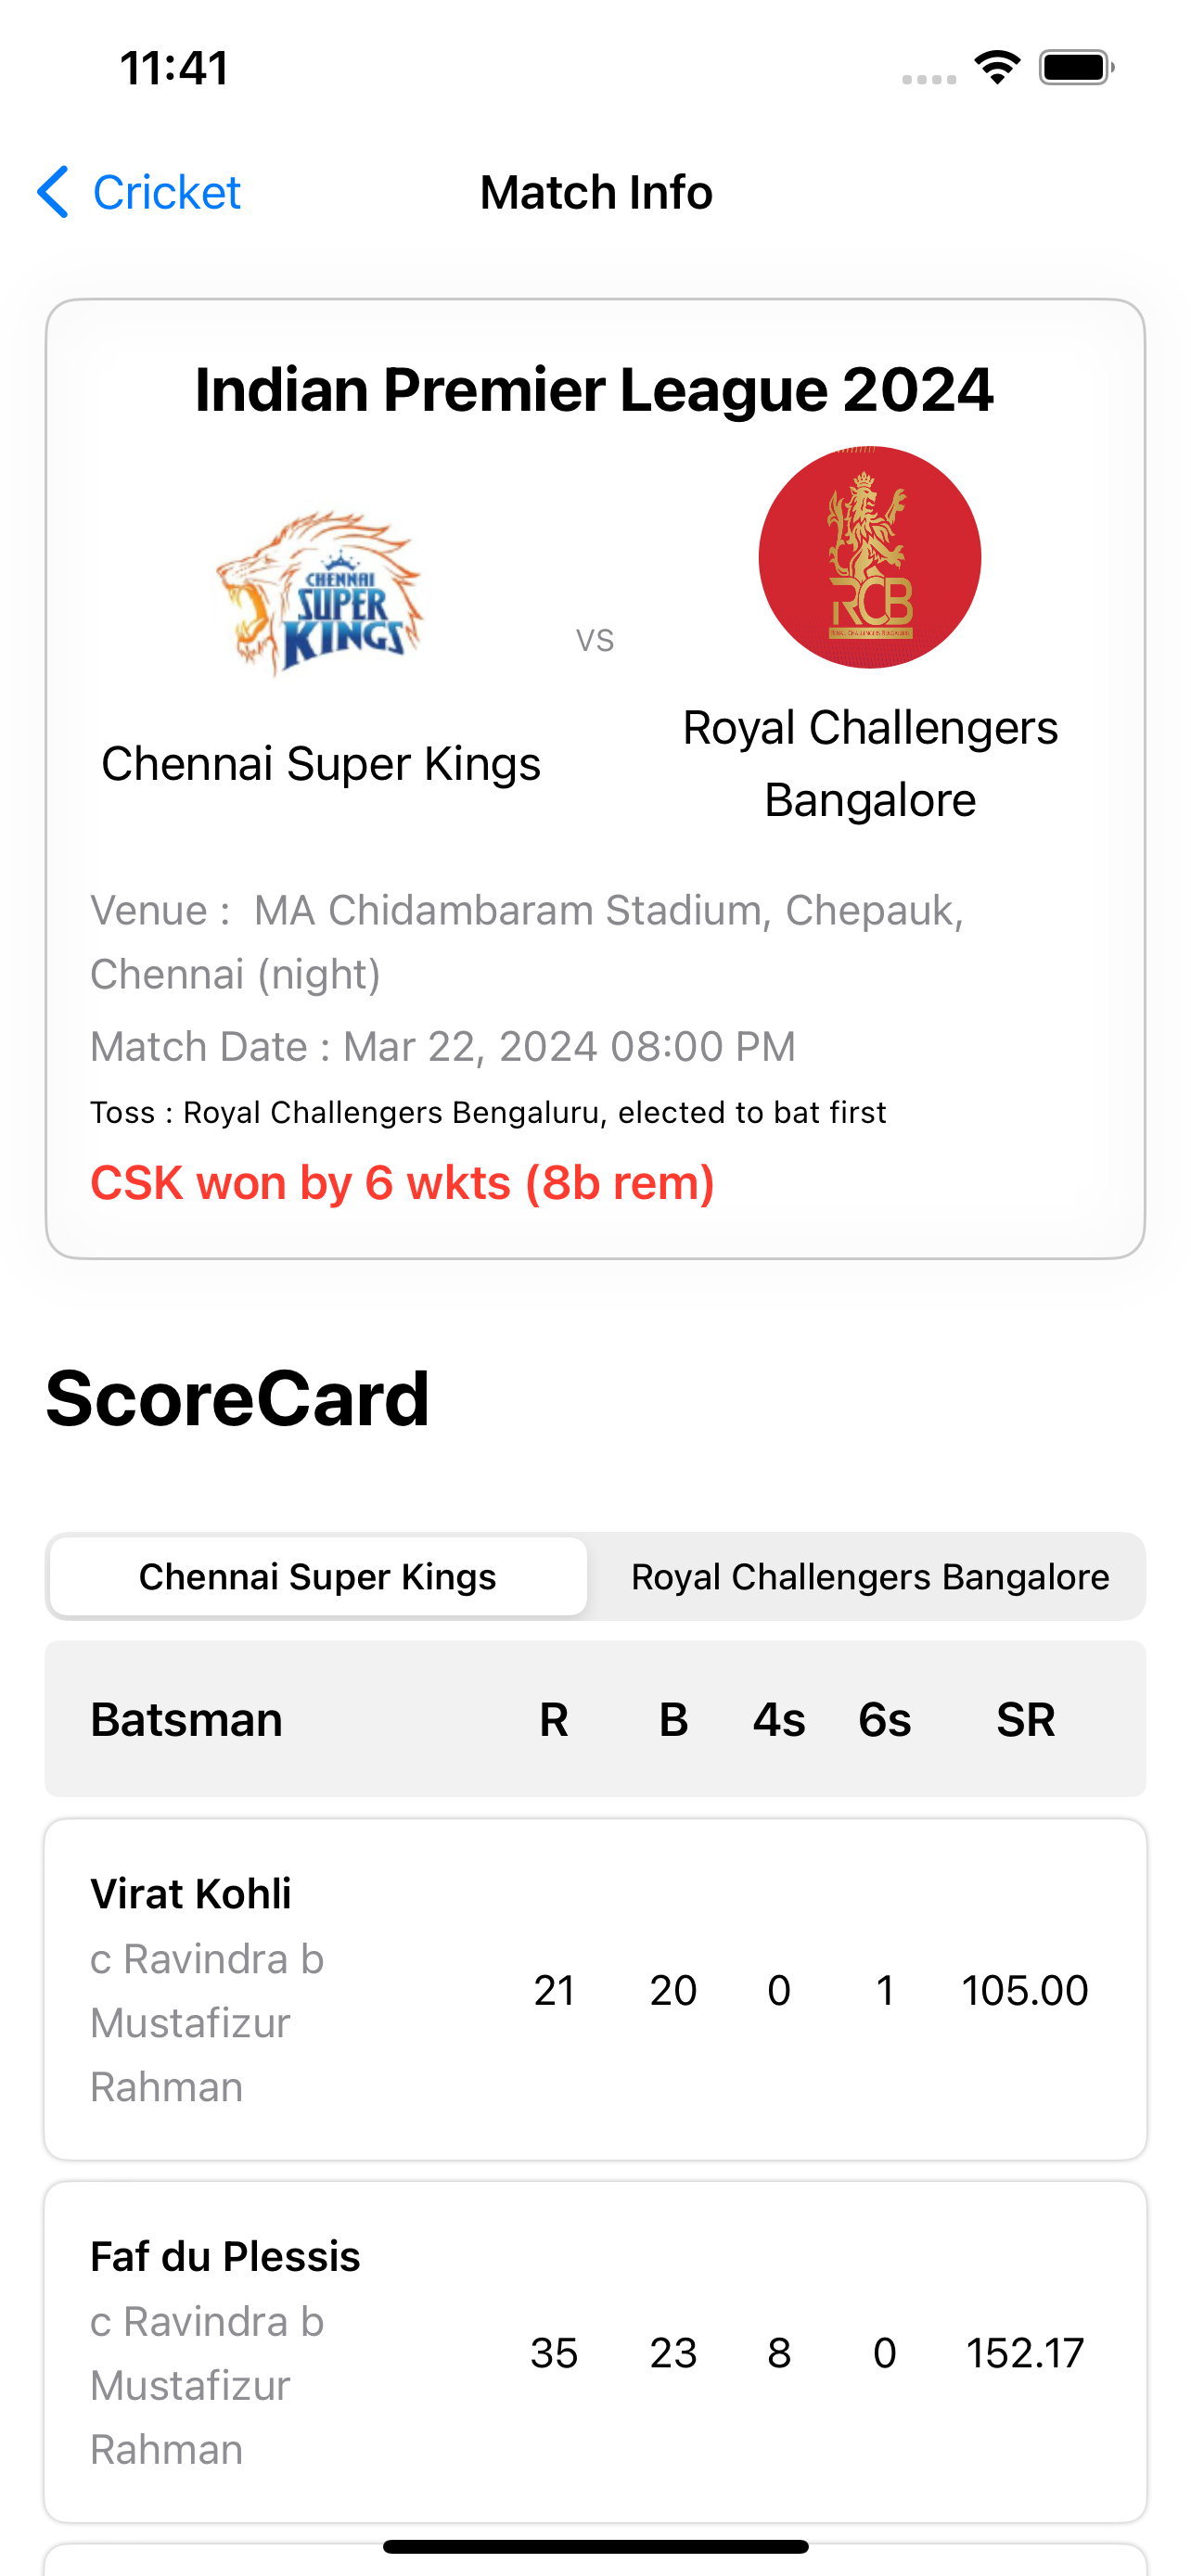 11:41
Cricket
Match Info
Indian Premier League 2024
CHENNAI
SUPER
KINGS
RCB
VS
Chennai Super Kings
Royal Challengers
Bangalore
Venue : MA Chidambaram Stadium, Chepauk,
Chennai (night)
Match Date : Mar 22, 2024 08:00 PM
Toss : Royal Challengers Bengaluru, elected to bat first
CSK won by 6 wkts (8b rem)
ScoreCard
Chennai Super Kings Royal Challengers Bangalore
Batsman R B 4s 6s SR
Virat Kohli
c Ravindra b
Mustafizur
Rahman
21 20 0 1 105.00
Faf du Plessis
c Ravindra b
Mustafizur
Rahman
35 23 8 0 152.17